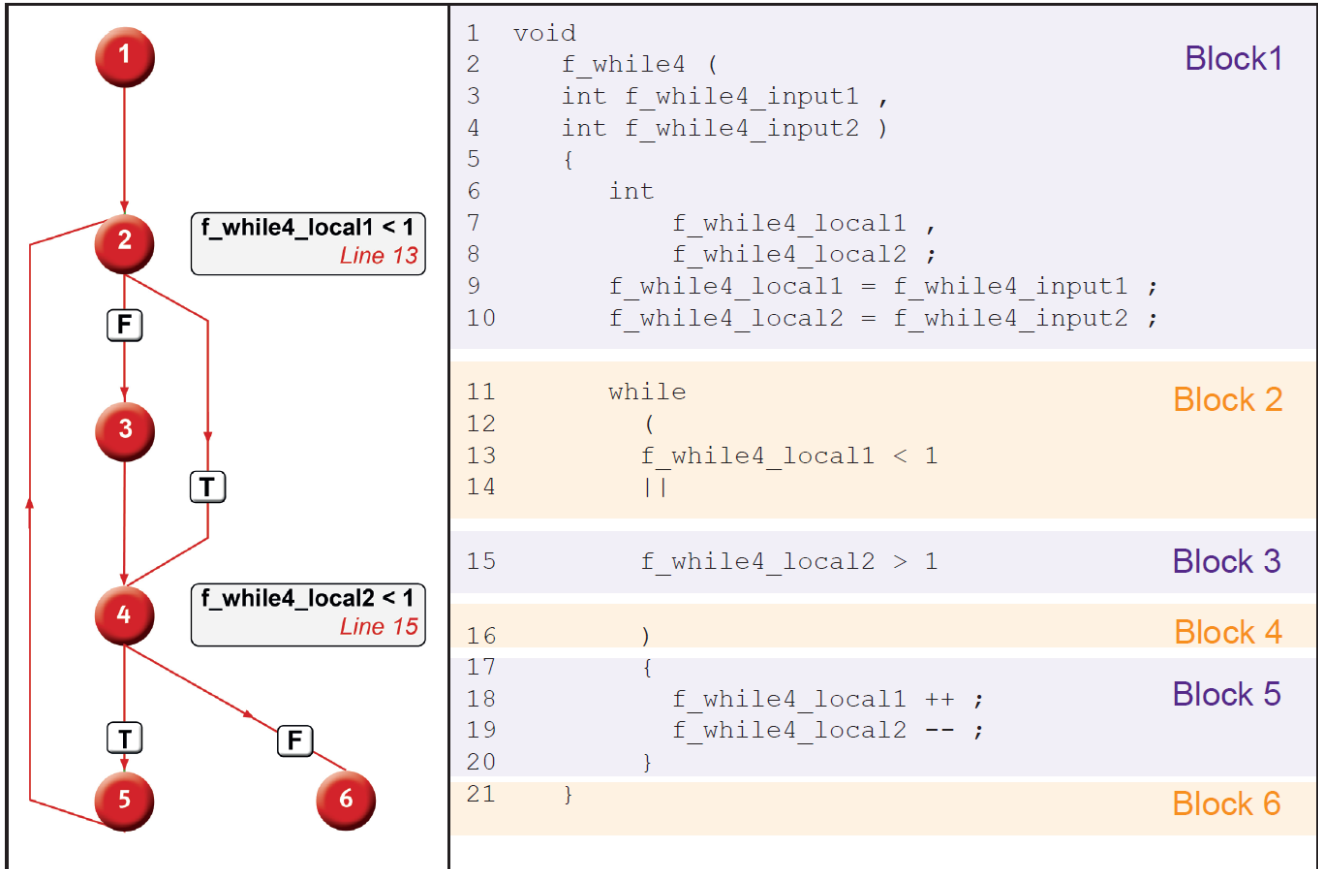 1
2
f_while4_local1 < 1
Line 13
F
3
T
4
f_while4_local2 < 1
Line 15
T
F
5
6
1 void
2 f_while4 (
3 int f_while4_input1 ,
4 int f_while4_input2 )
5 {
6 int
7 f_while4_local1 ,
8 f_while4_local2 ;
9 f_while4_local1 = f_while4_input1 ;
10 f_while4_local2 = f_while4_input2 ;
Block1
11 while
12 (
13 f_while4_local1 < 1
14 ||
Block 2
15 f_while4_local2 > 1
Block 3
16 )
Block 4
17 {
18 f_while4_local1 ++ ;
19 f_while4_local2 -- ;
20 }
Block 5
21 }
Block 6